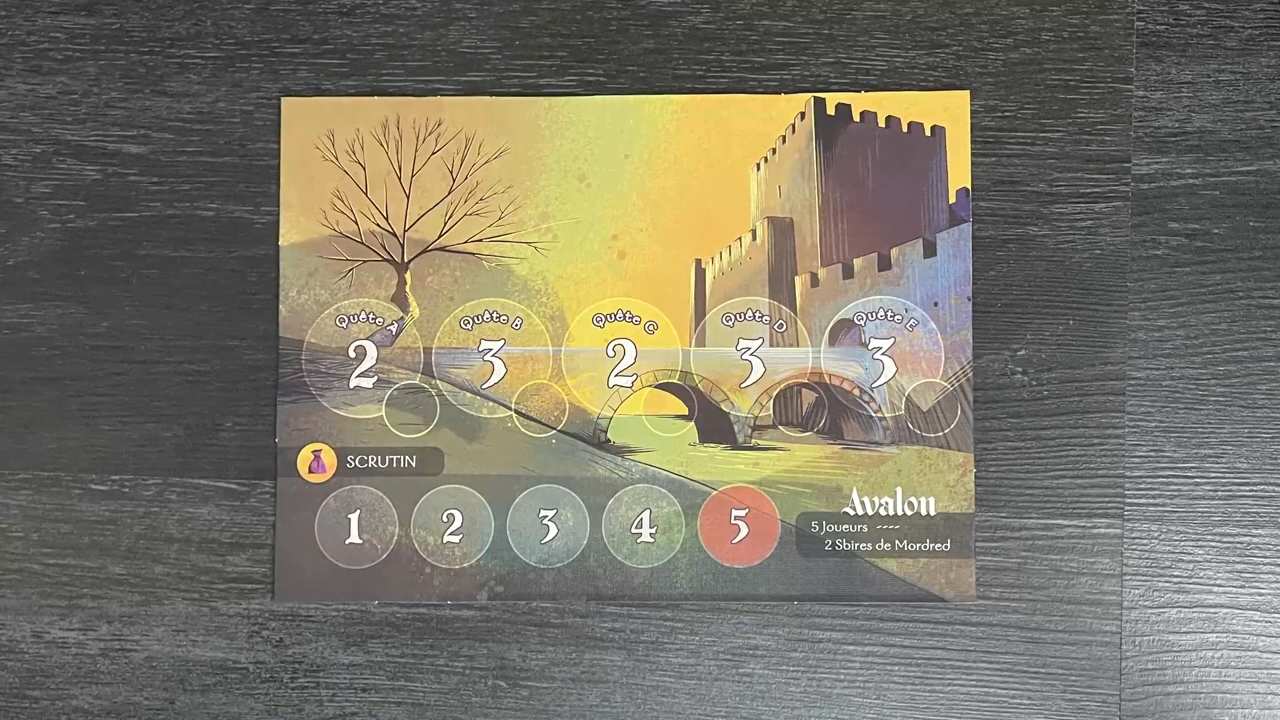 Quête A
2
Quête B
3
Quête C
2
Quête D
3
Quête E
3
SCRUTIN
1
2
3
4
5
Avalon
5 Joueurs ----
2 Sbires de Mordred